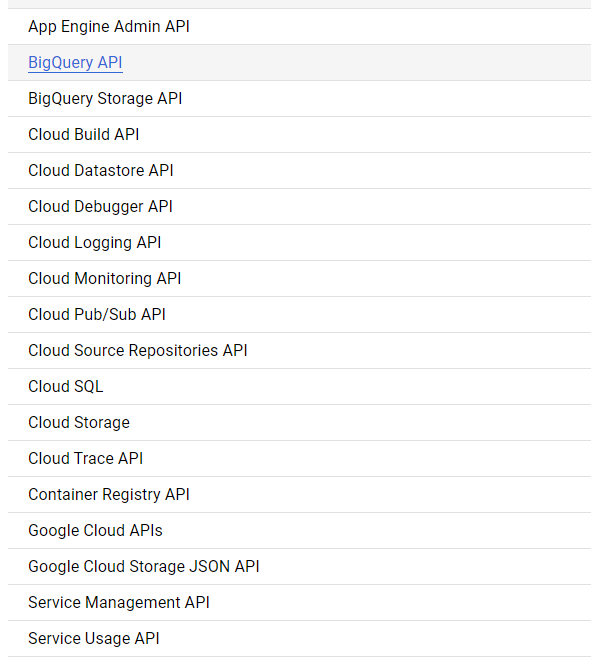 App Engine Admin API
BigQuery API
BigQuery Storage API
Cloud Build API
Cloud Datastore API
Cloud Debugger API
Cloud Logging API
Cloud Monitoring API
Cloud Pub/Sub API
Cloud Source Repositories API
Cloud SQL
Cloud Storage
Cloud Trace API
Container Registry API
Google Cloud APIs
Google Cloud Storage JSON API
Service Management API
Service Usage API